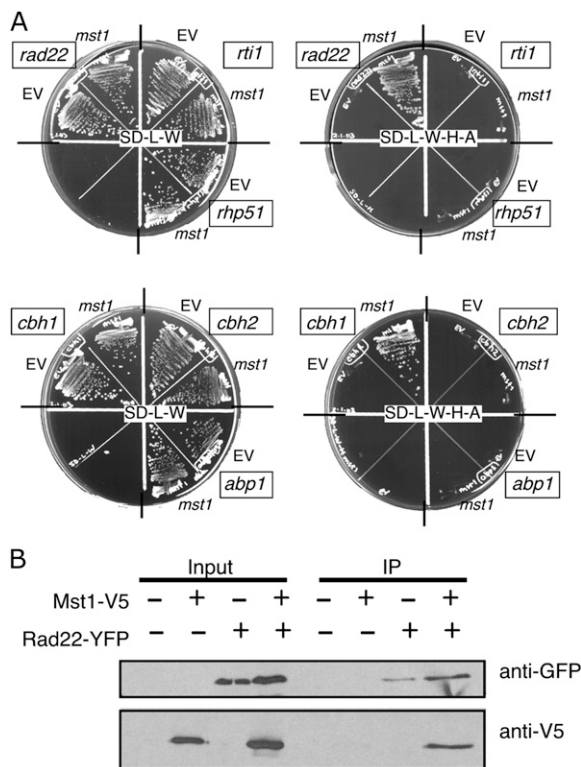 A
mst1 EV
rad22 rti1
EV mst1
SD-L-W
EV
rhp51
mst1
mst1 EV
rad22 rti1
EV mst1
SD-L-W-H-A
EV
rhp51
mst1
mst1 EV
cbh1 cbh2
EV mst1
SD-L-W
EV
abp1
mst1
mst1 EV
cbh1 cbh2
EV mst1
SD-L-W-H-A
EV
abp1
mst1
B
Input IP
Mst1-V5 – + – + – + – +
Rad22-YFP – – + + – – + +
anti-GFP
anti-V5